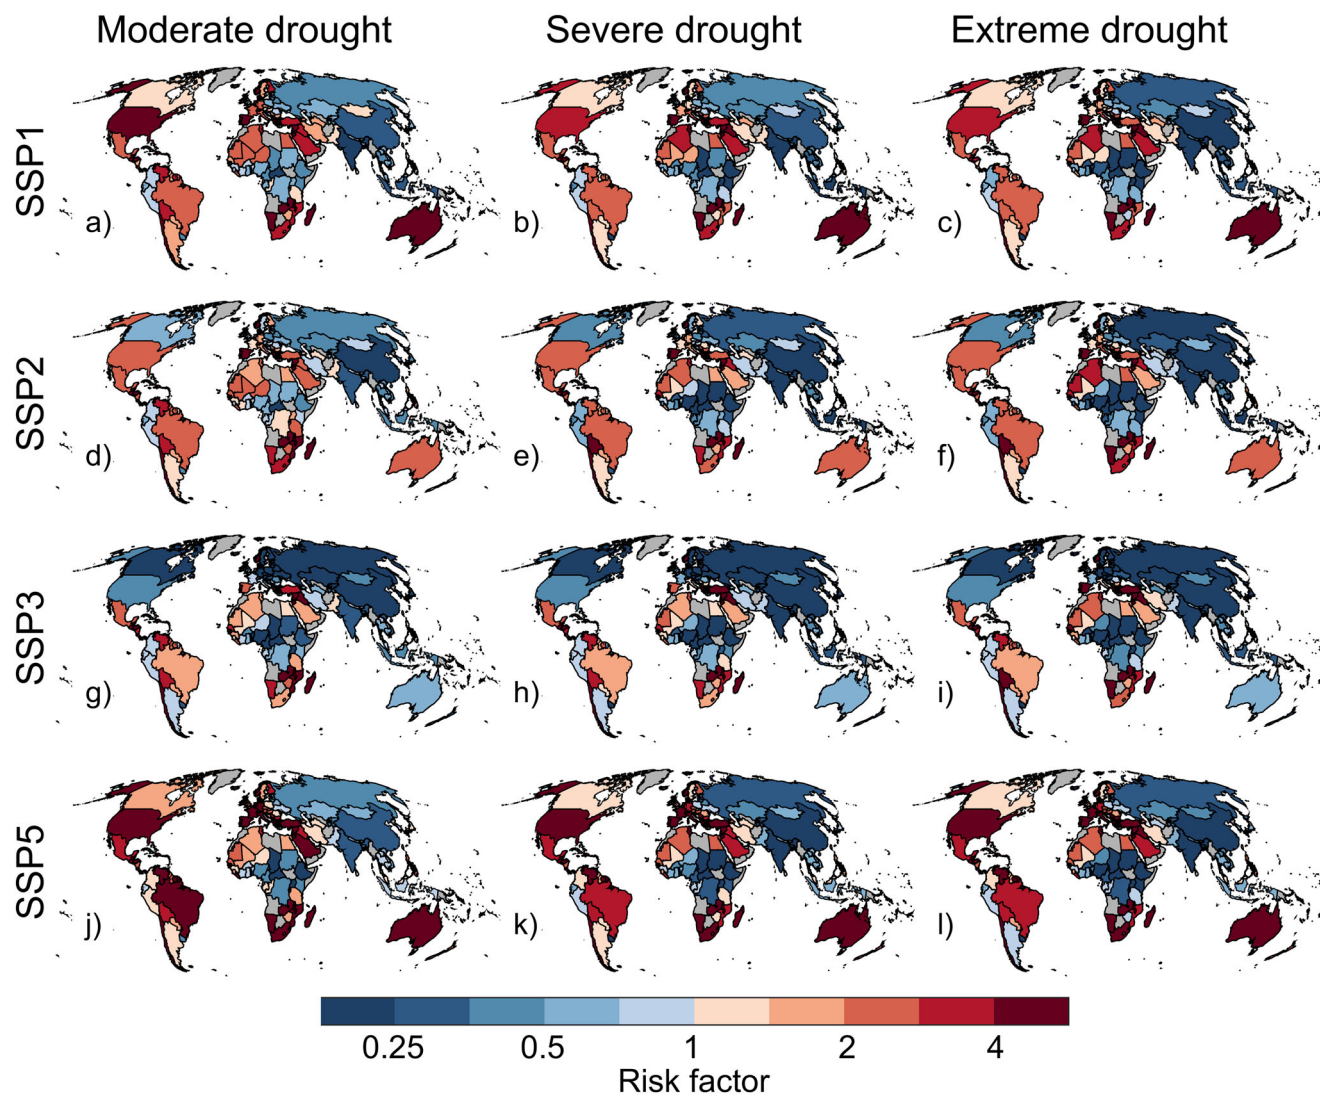 Moderate drought Severe drought Extreme drought
SSP1
a) b) c)
SSP2
d) e) f)
SSP3
g) h) i)
SSP5
j) k) l)
0.25 0.5 1 2 4
Risk factor